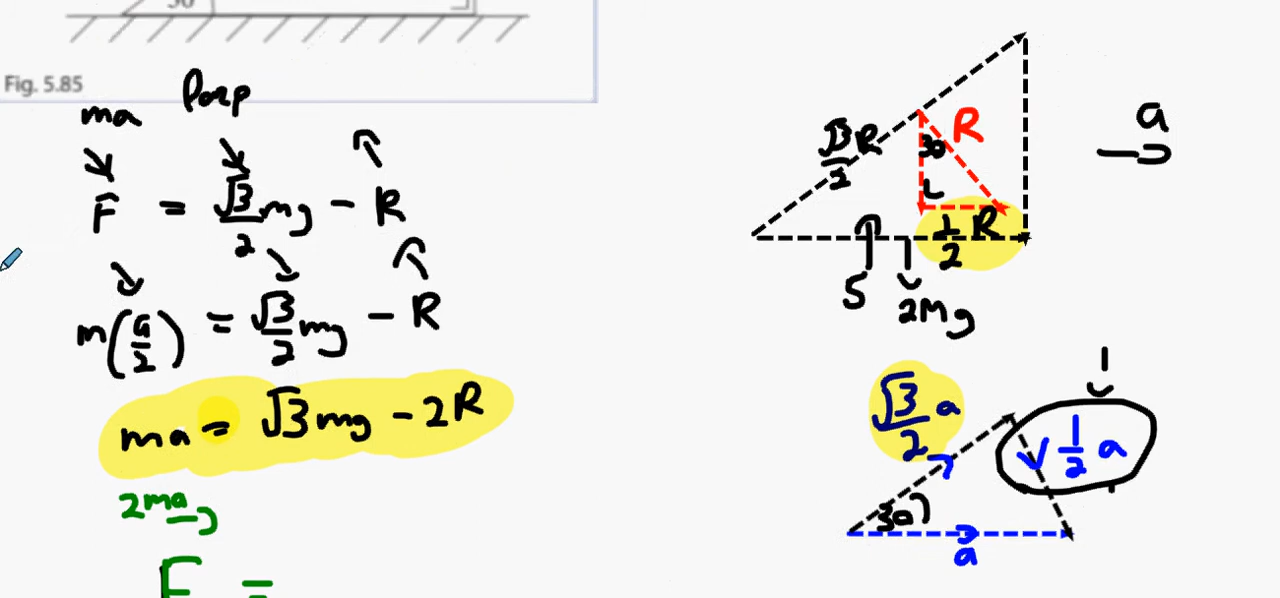 30
Fig. 5.85
ma Perp
F = √3/2 mg - R
m(a/2) = √3/2 mg - R
ma = √3 mg - 2R
2ma
F =
√3/2 R
30
R
a
1/2 R
S
2Mg
√3/2 a
1/2 a
30
a